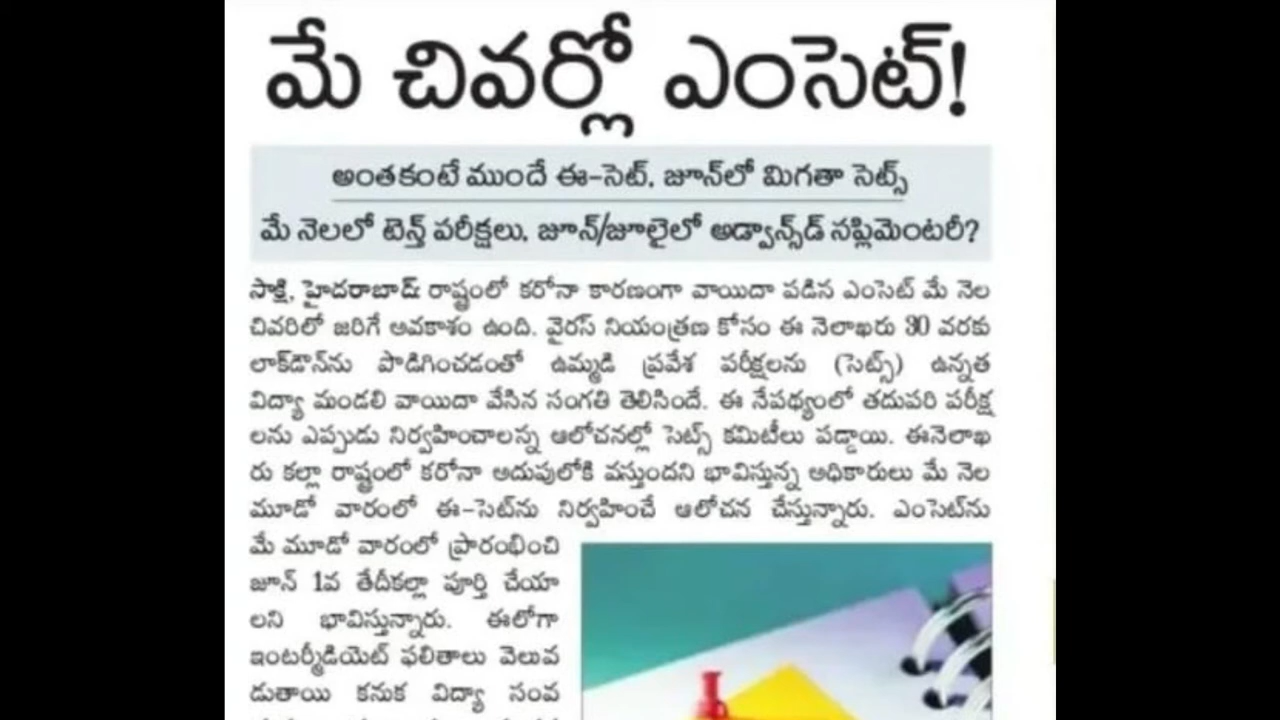 మే చివర్లో ఎంసెట్!
అంతకంటే ముందే ఈ-సెట్. జూన్‌లో మిగతా సెట్స్
మే నెలలో టెన్త్ పరీక్షలు. జూన్/జూలైలో అడ్వాన్స్‌డ్ సప్లిమెంటరీ?
సాక్షి, హైదరాబాద్: రాష్ట్రంలో కరోనా కారణంగా వాయిదా పడిన ఎంసెట్ మే నెల
చివరిలో జరిగే అవకాశం ఉంది. వైరస్ నియంత్రణ కోసం ఈ నెలాఖరు 30 వరకు
లాక్‌డౌన్‌ను పొడిగించడంతో ఉమ్మడి ప్రవేశ పరీక్షలను (సెట్స్) ఉన్నత
విద్యా మండలి వాయిదా వేసిన సంగతి తెలిసిందే. ఈ నేపథ్యంలో తదుపరి పరీక్ష
లను ఎప్పుడు నిర్వహించాలన్న ఆలోచనల్లో సెట్స్ కమిటీలు పడ్డాయి. ఈనెలాఖ
రు కల్లా రాష్ట్రంలో కరోనా అదుపులోకి వస్తుందని భావిస్తున్న అధికారులు మే నెల
మూడో వారంలో ఈ-సెట్‌ను నిర్వహించే ఆలోచన చేస్తున్నారు. ఎంసెట్‌ను
మే మూడో వారంలో ప్రారంభించి
జూన్ 1వ తేదీకల్లా పూర్తి చేయా
లని భావిస్తున్నారు. ఈలోగా
ఇంటర్మీడియెట్ ఫలితాలు వెలువ
డుతాయి కనుక విద్యా సంవ